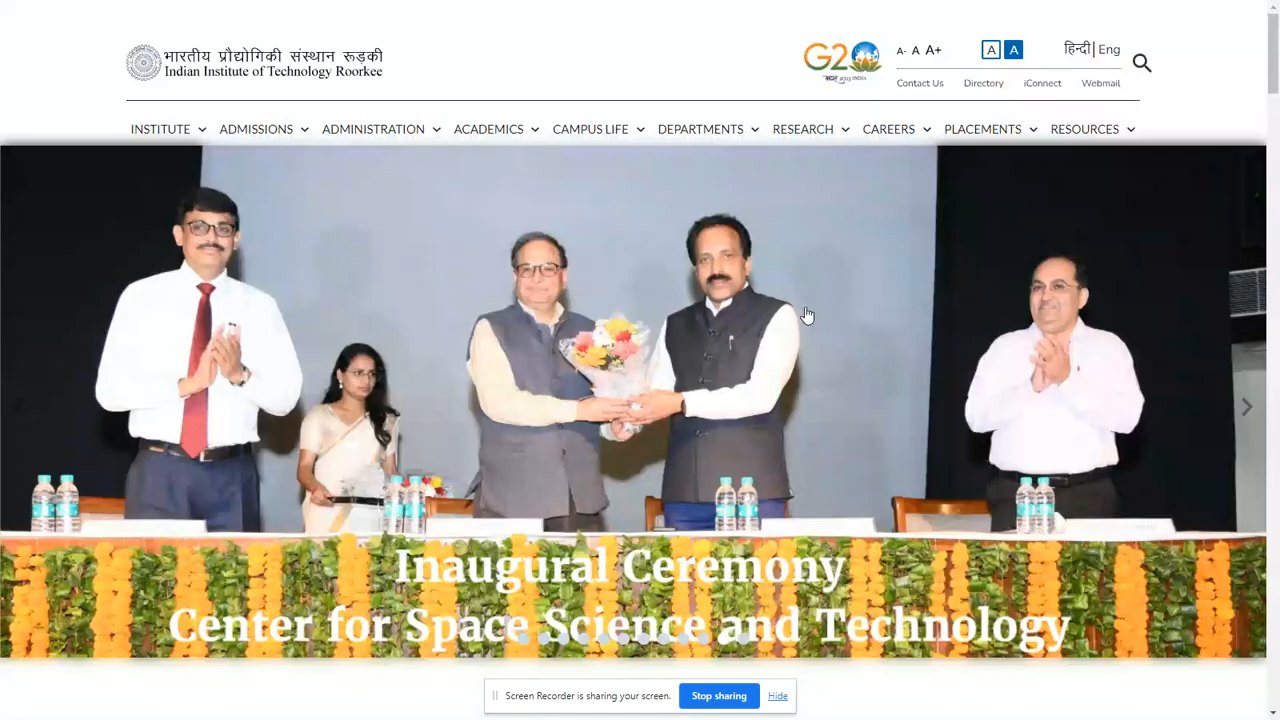 भारतीय प्रौद्योगिकी संस्थान रूड़की
Indian Institute of Technology Roorkee
G20
A- A A+
A A
हिन्दी Eng
Contact Us Directory iConnect Webmail
INSTITUTE ADMISSIONS ADMINISTRATION ACADEMICS CAMPUS LIFE DEPARTMENTS RESEARCH CAREERS PLACEMENTS RESOURCES
Inaugural Ceremony
Center for Space Science and Technology
Screen Recorder is sharing your screen. Stop sharing Hide